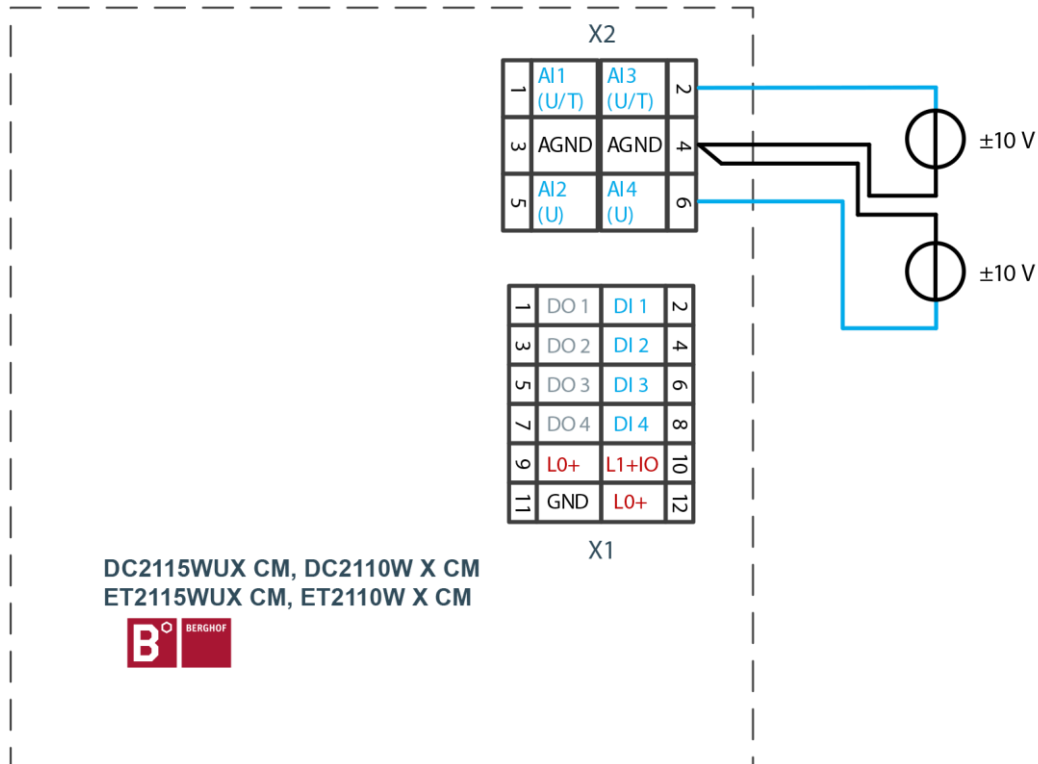 X2
1 AI1 AI3 2
(U/T) (U/T)
3 AGND AGND 4
5 AI2 AI4 6
(U) (U)
±10 V
±10 V
1 DO 1 DI 1 2
3 DO 2 DI 2 4
5 DO 3 DI 3 6
7 DO 4 DI 4 8
9 L0+ L1+IO 10
11 GND L0+ 12
X1
DC2115WUX CM, DC2110W X CM
ET2115WUX CM, ET2110W X CM
B BERGHOF